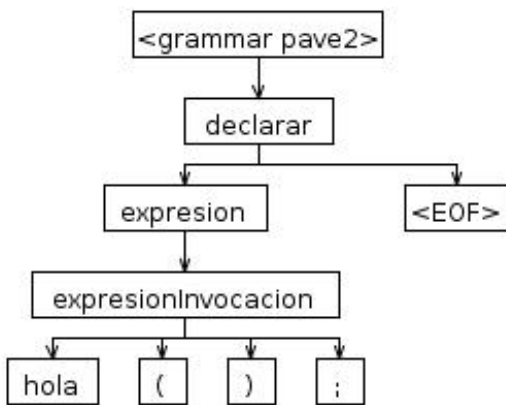 <grammar pave2>
declarar
expresion <EOF>
expresionInvocacion
hola ( ) ;